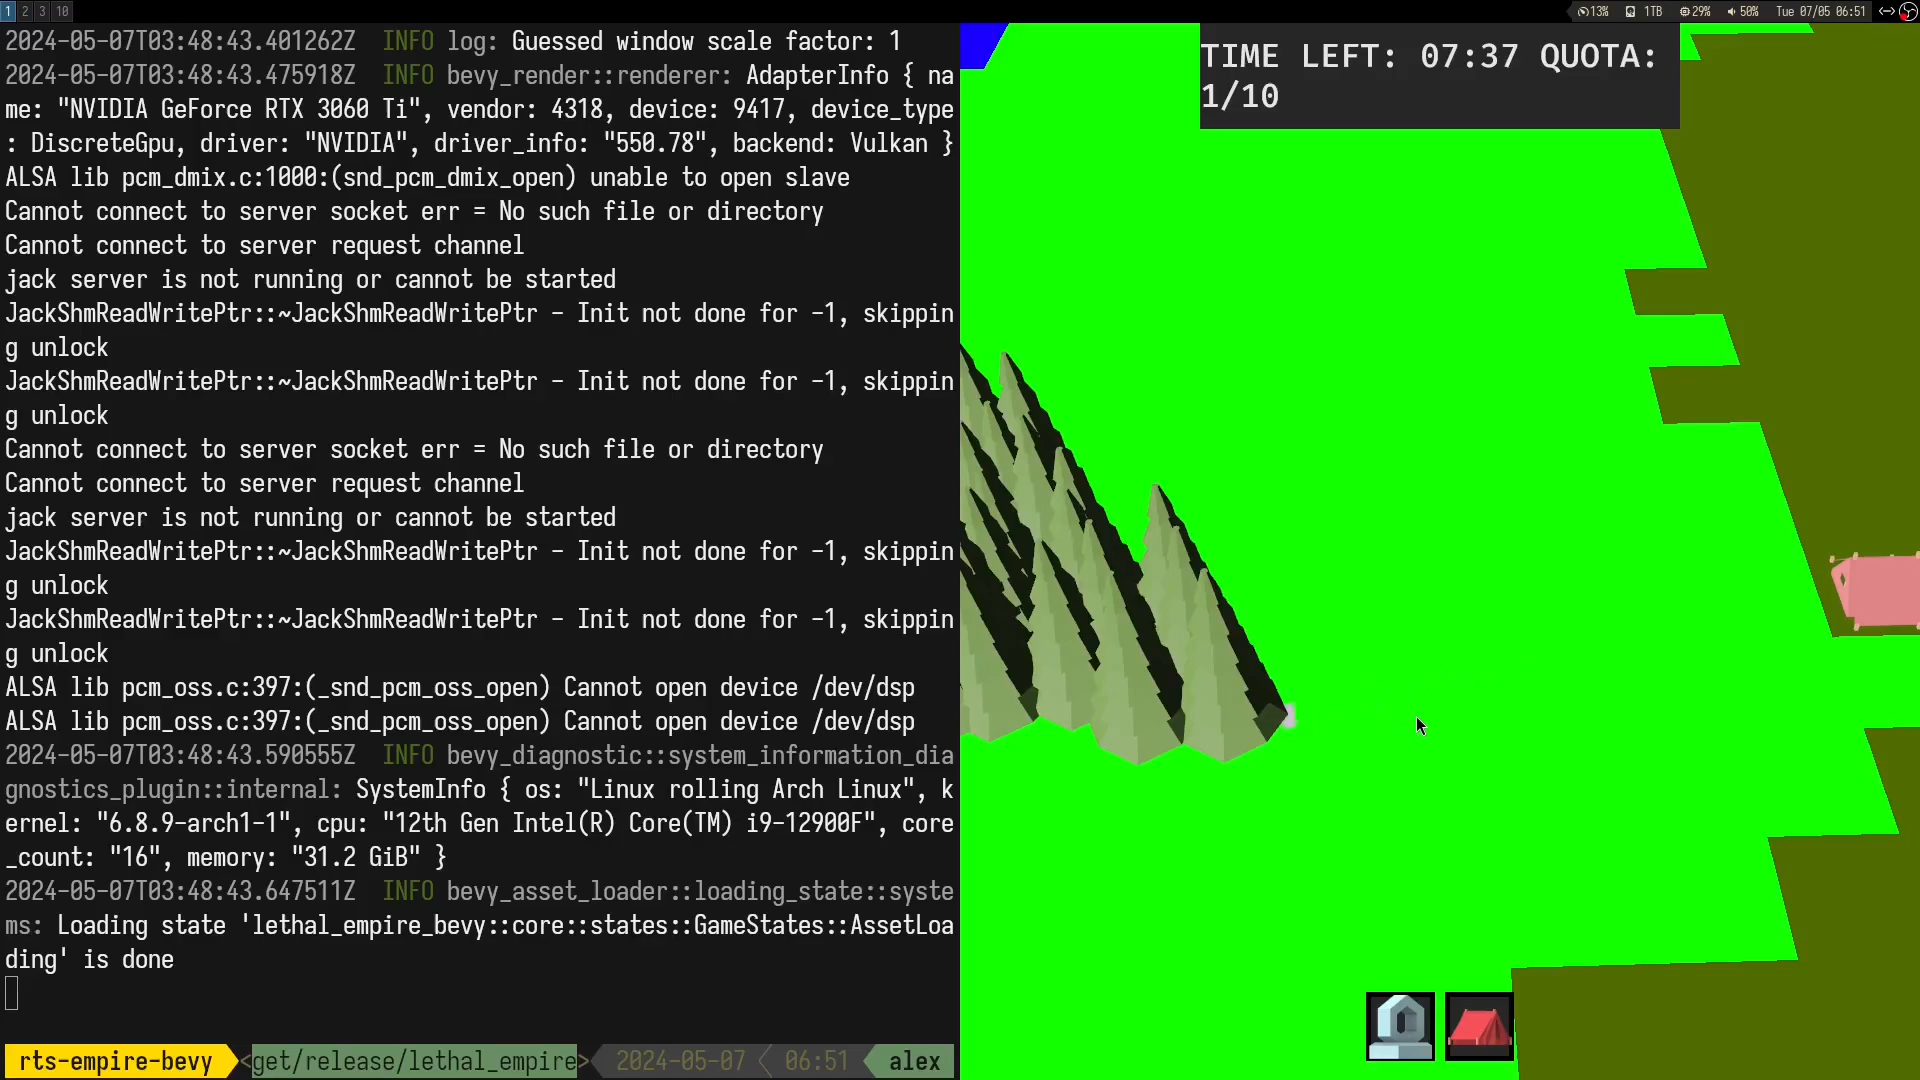 1 2 3 10
13% 1TB 29% 50% Tue 07/05 06:51
2024-05-07T03:48:43.401262Z  INFO log: Guessed window scale factor: 1
2024-05-07T03:48:43.475918Z  INFO bevy_render::renderer: AdapterInfo { na
me: "NVIDIA GeForce RTX 3060 Ti", vendor: 4318, device: 9417, device_type
: DiscreteGpu, driver: "NVIDIA", driver_info: "550.78", backend: Vulkan }
ALSA lib pcm_dmix.c:1000:(snd_pcm_dmix_open) unable to open slave
Cannot connect to server socket err = No such file or directory
Cannot connect to server request channel
jack server is not running or cannot be started
JackShmReadWritePtr::~JackShmReadWritePtr - Init not done for -1, skippin
g unlock
JackShmReadWritePtr::~JackShmReadWritePtr - Init not done for -1, skippin
g unlock
Cannot connect to server socket err = No such file or directory
Cannot connect to server request channel
jack server is not running or cannot be started
JackShmReadWritePtr::~JackShmReadWritePtr - Init not done for -1, skippin
g unlock
JackShmReadWritePtr::~JackShmReadWritePtr - Init not done for -1, skippin
g unlock
ALSA lib pcm_oss.c:397:(_snd_pcm_oss_open) Cannot open device /dev/dsp
ALSA lib pcm_oss.c:397:(_snd_pcm_oss_open) Cannot open device /dev/dsp
2024-05-07T03:48:43.590555Z  INFO bevy_diagnostic::system_information_dia
gnostics_plugin::internal: SystemInfo { os: "Linux rolling Arch Linux", k
ernel: "6.8.9-arch1-1", cpu: "12th Gen Intel(R) Core(TM) i9-12900F", core
_count: "16", memory: "31.2 GiB" }
2024-05-07T03:48:43.647511Z  INFO bevy_asset_loader::loading_state::syste
ms: Loading state 'lethal_empire_bevy::core::states::GameStates::AssetLoa
ding' is done
rts-empire-bevy <get/release/lethal_empire> 2024-05-07 06:51 alex
TIME LEFT: 07:37 QUOTA:
1/10